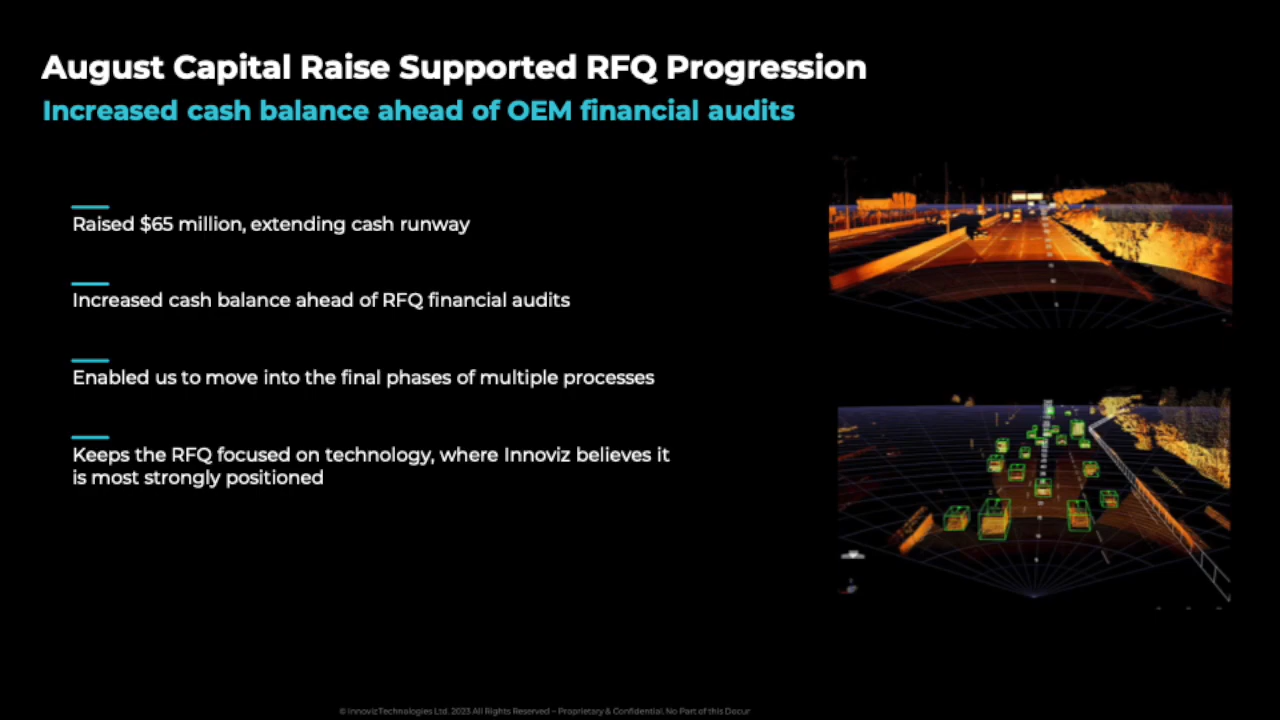 August Capital Raise Supported RFQ Progression
Increased cash balance ahead of OEM financial audits
Raised $65 million, extending cash runway
Increased cash balance ahead of RFQ financial audits
Enabled us to move into the final phases of multiple processes
Keeps the RFQ focused on technology, where Innoviz believes it
is most strongly positioned
© InnovizTechnologies Ltd. 2023 All Rights Reserved – Proprietary & Confidential, No Part of this Docur